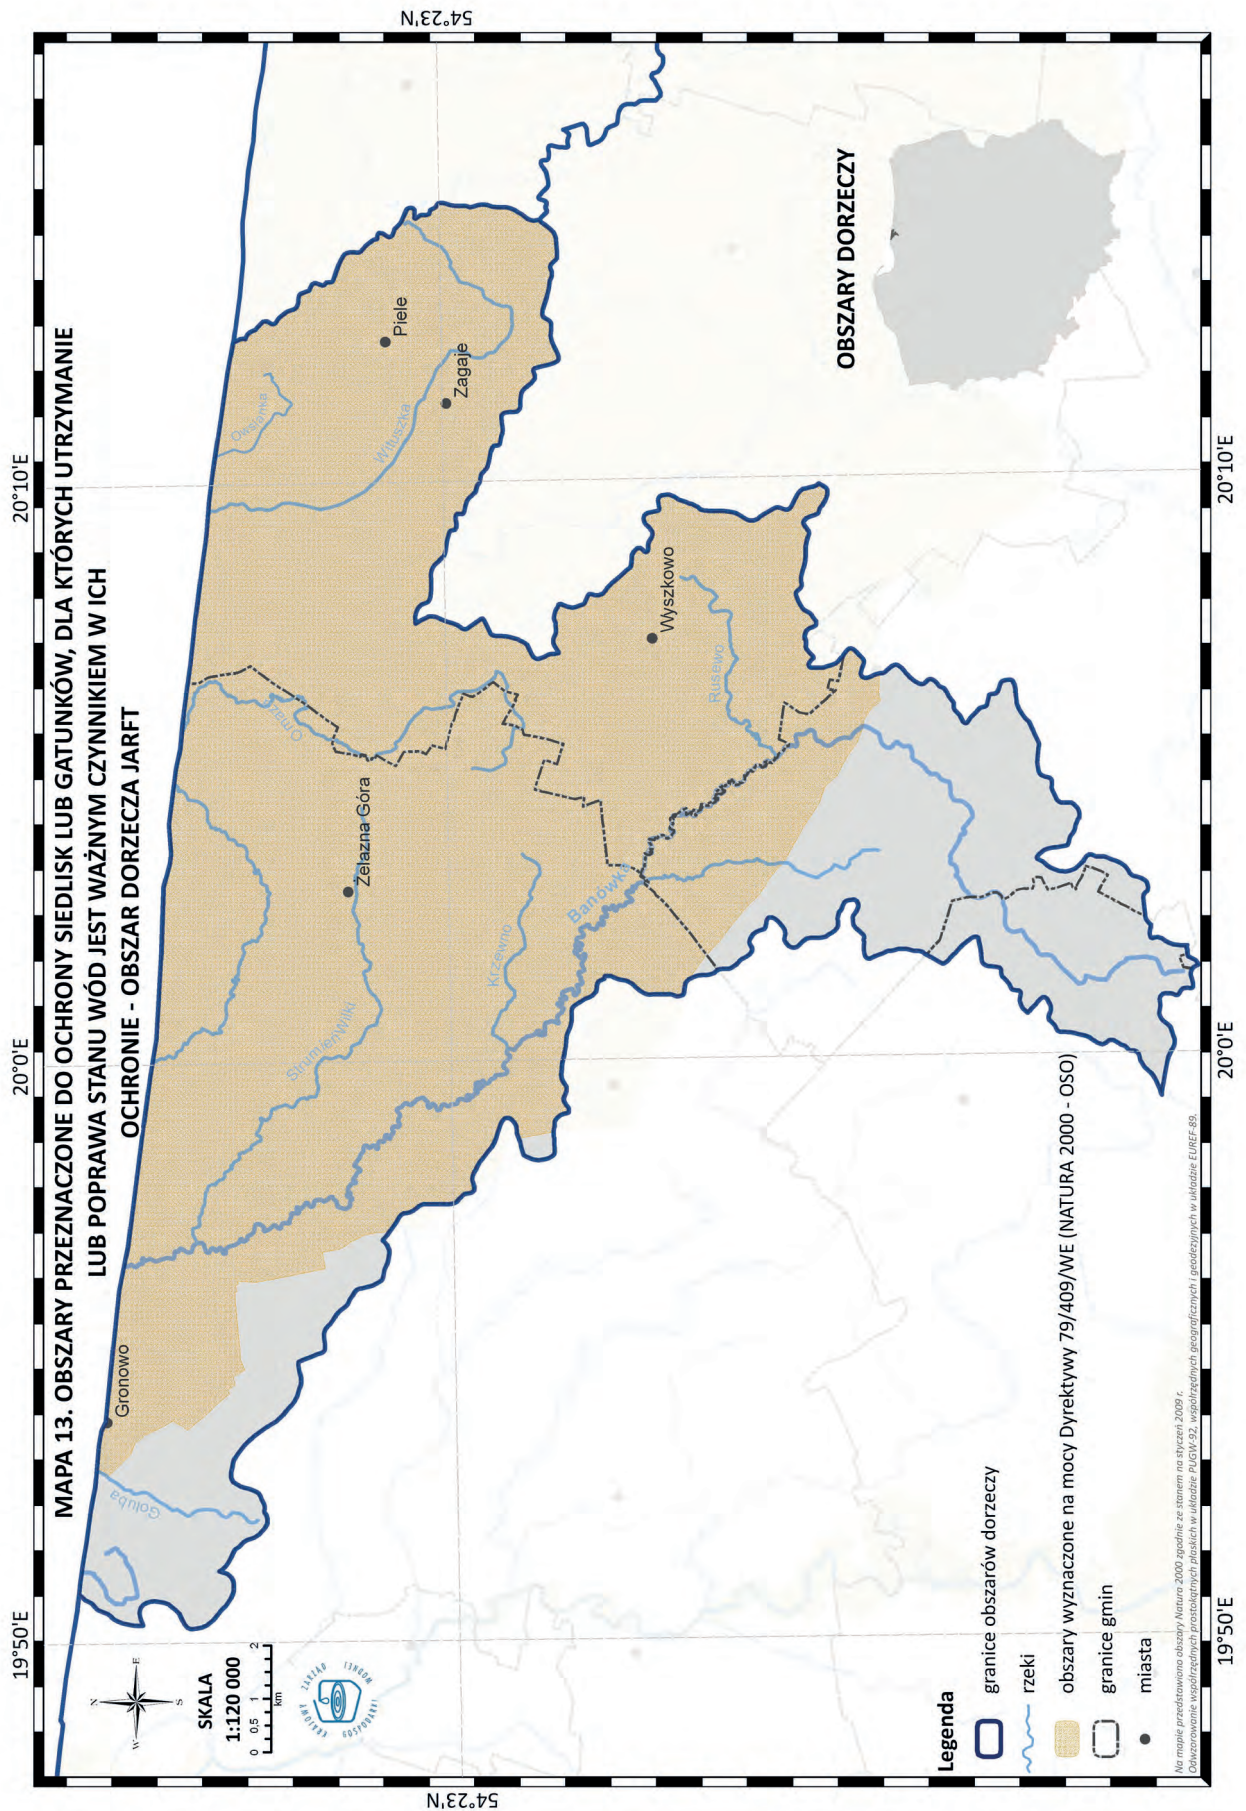 MAPA 13. OBSZARY PRZEZNACZONE DO OCHRONY SIEDLISK LUB GATUNKÓW, DLA KTÓRYCH UTRZYMANIE
LUB POPRAWA STANU WÓD JEST WAŻNYM CZYNNIKIEM W ICH
OCHRONIE - OBSZAR DORZECZA JARFT
19°50'E
20°0'E
20°10'E
54°23'N
54°23'N
N
W
E
S
SKALA
1:120 000
0 0,5 1 2
km
KRAJOWY ZARZĄD
GOSPODARKI WODNEJ
Gołuba
Gronowo
Strumień Wilki
Żelazna Góra
Omaza
Owsianka
Wituszka
Piele
Zagaje
Krzewno
Banówka
Rusewo
Wyszkowo
OBSZARY DORZECZY
Legenda
granice obszarów dorzeczy
rzeki
obszary wyznaczone na mocy Dyrektywy 79/409/WE (NATURA 2000 - OSO)
granice gmin
miasta
Na mapie przedstawiono obszary Natura 2000 zgodnie ze stanem na styczeń 2009 r.
Odwzorowanie współrzędnych prostokątnych płaskich w układzie PUGW-92, współrzędnych geograficznych i geodezyjnych w układzie EUREF-89.
19°50'E
20°0'E
20°10'E